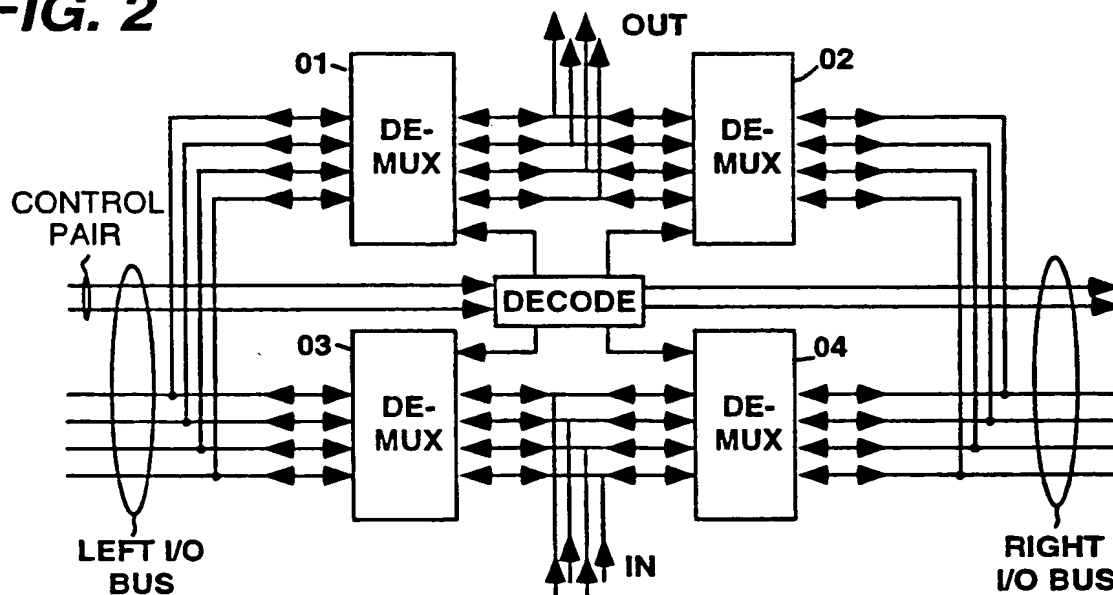 FIG. 2
OUT
01
02
DE-
MUX
DE-
MUX
CONTROL
PAIR
DECODE
03
04
DE-
MUX
DE-
MUX
LEFT I/O
BUS
IN
RIGHT
I/O BUS